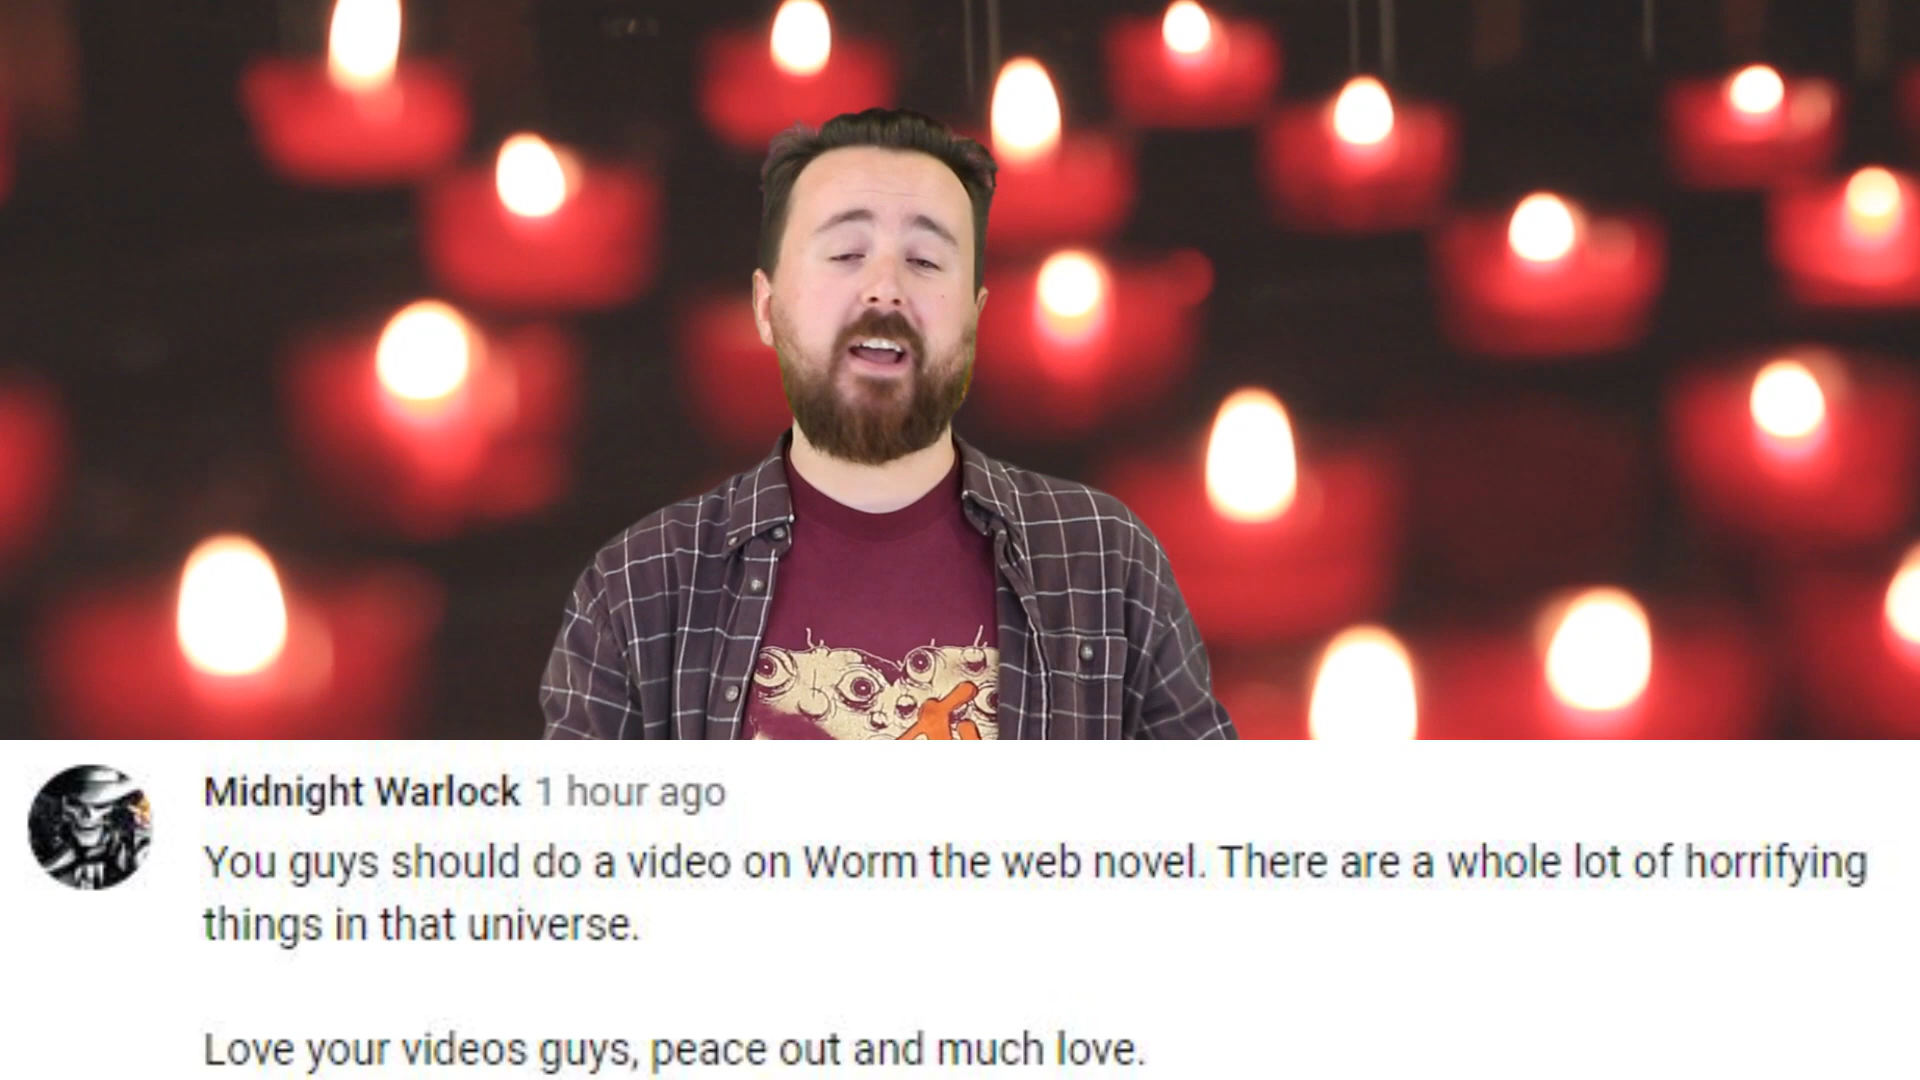 Midnight Warlock 1 hour ago
You guys should do a video on Worm the web novel. There are a whole lot of horrifying
things in that universe.
Love your videos guys, peace out and much love.